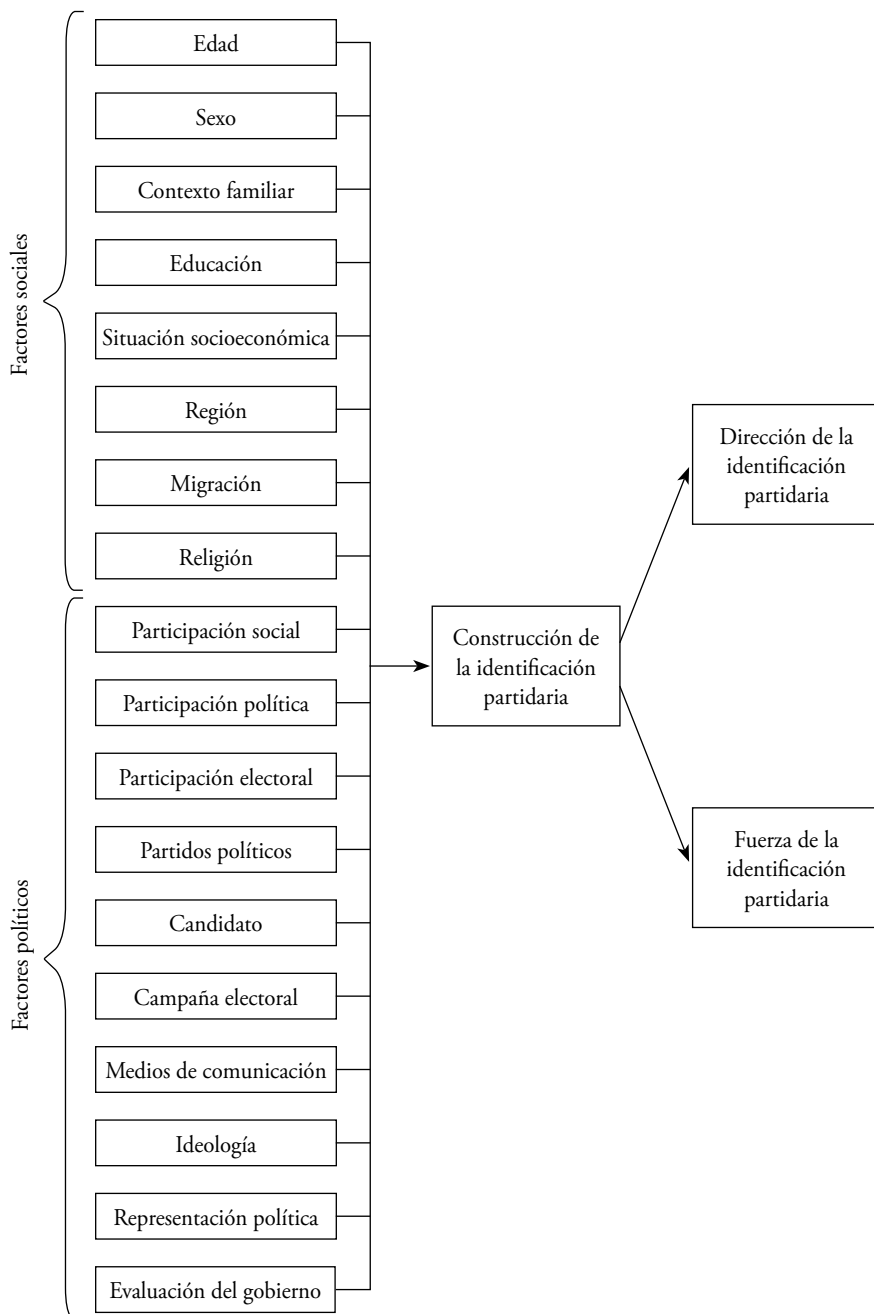 Factores sociales
Edad
Sexo
Contexto familiar
Educación
Situación socioeconómica
Región
Migración
Religión
Factores políticos
Participación social
Participación política
Participación electoral
Partidos políticos
Candidato
Campaña electoral
Medios de comunicación
Ideología
Representación política
Evaluación del gobierno
Construcción de
la identificación
partidaria
Dirección de la
identificación
partidaria
Fuerza de la
identificación
partidaria